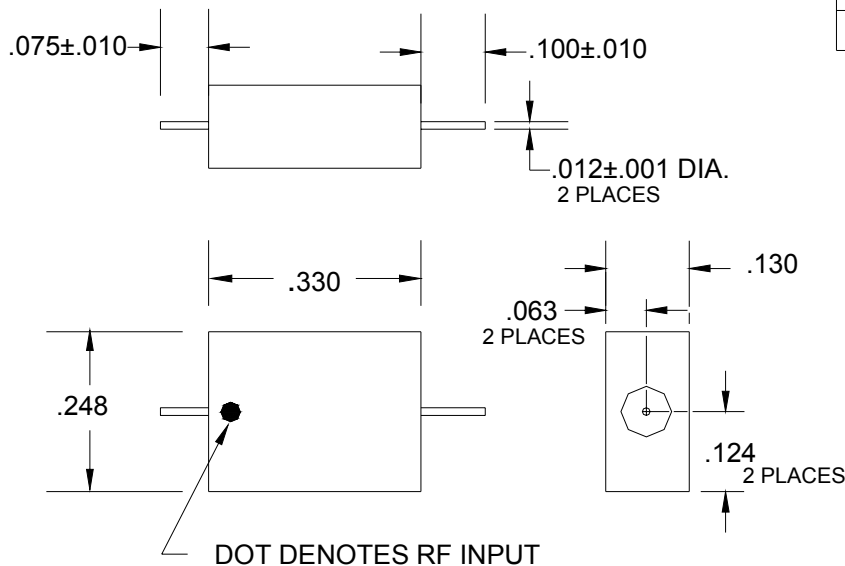 .075±.010
.100±.010
.012±.001 DIA.
2 PLACES
.330
.130
.063
2 PLACES
.248
.124
2 PLACES
DOT DENOTES RF INPUT